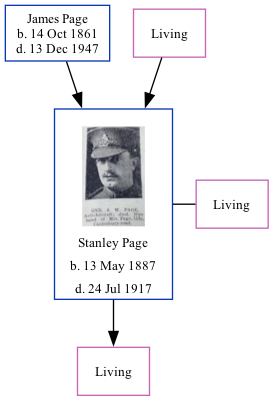 James Page
b. 14 Oct 1861
d. 13 Dec 1947
Living
Stanley Page
b. 13 May 1887
d. 24 Jul 1917
Living
Living